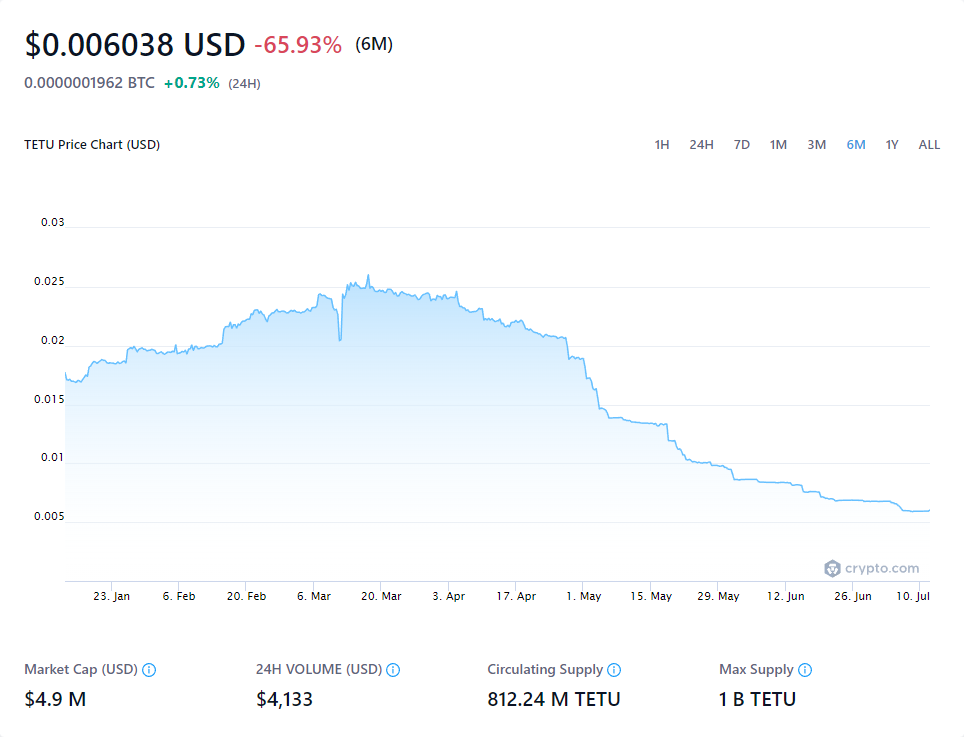 $0.006038 USD -65.93% (6M)
0.0000001962 BTC +0.73% (24H)
TETU Price Chart (USD) 1H 24H 7D 1M 3M 6M 1Y ALL
0.03
0.025
0.02
0.015
0.01
0.005
crypto.com
23. Jan 6. Feb 20. Feb 6. Mar 20. Mar 3. Apr 17. Apr 1. May 15. May 29. May 12. Jun 26. Jun 10. Jul
Market Cap (USD) 24H VOLUME (USD) Circulating Supply Max Supply
$4.9 M $4,133 812.24 M TETU 1 B TETU